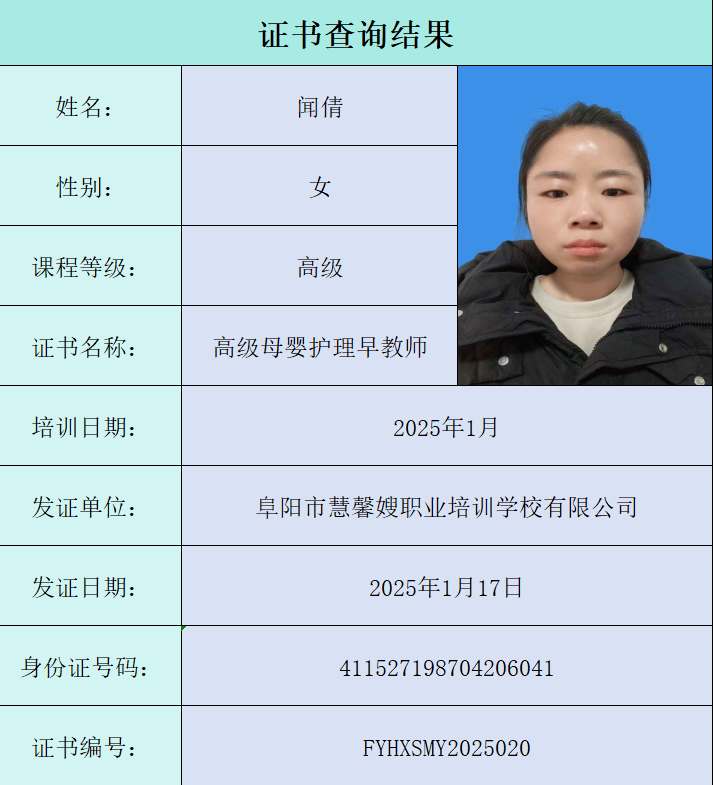 证书查询结果
姓名: 闻倩
性别: 女
课程等级: 高级
证书名称: 高级母婴护理早教师
培训日期: 2025年1月
发证单位: 阜阳市慧馨嫂职业培训学校有限公司
发证日期: 2025年1月17日
身份证号码: 411527198704206041
证书编号: FYHXSMY2025020